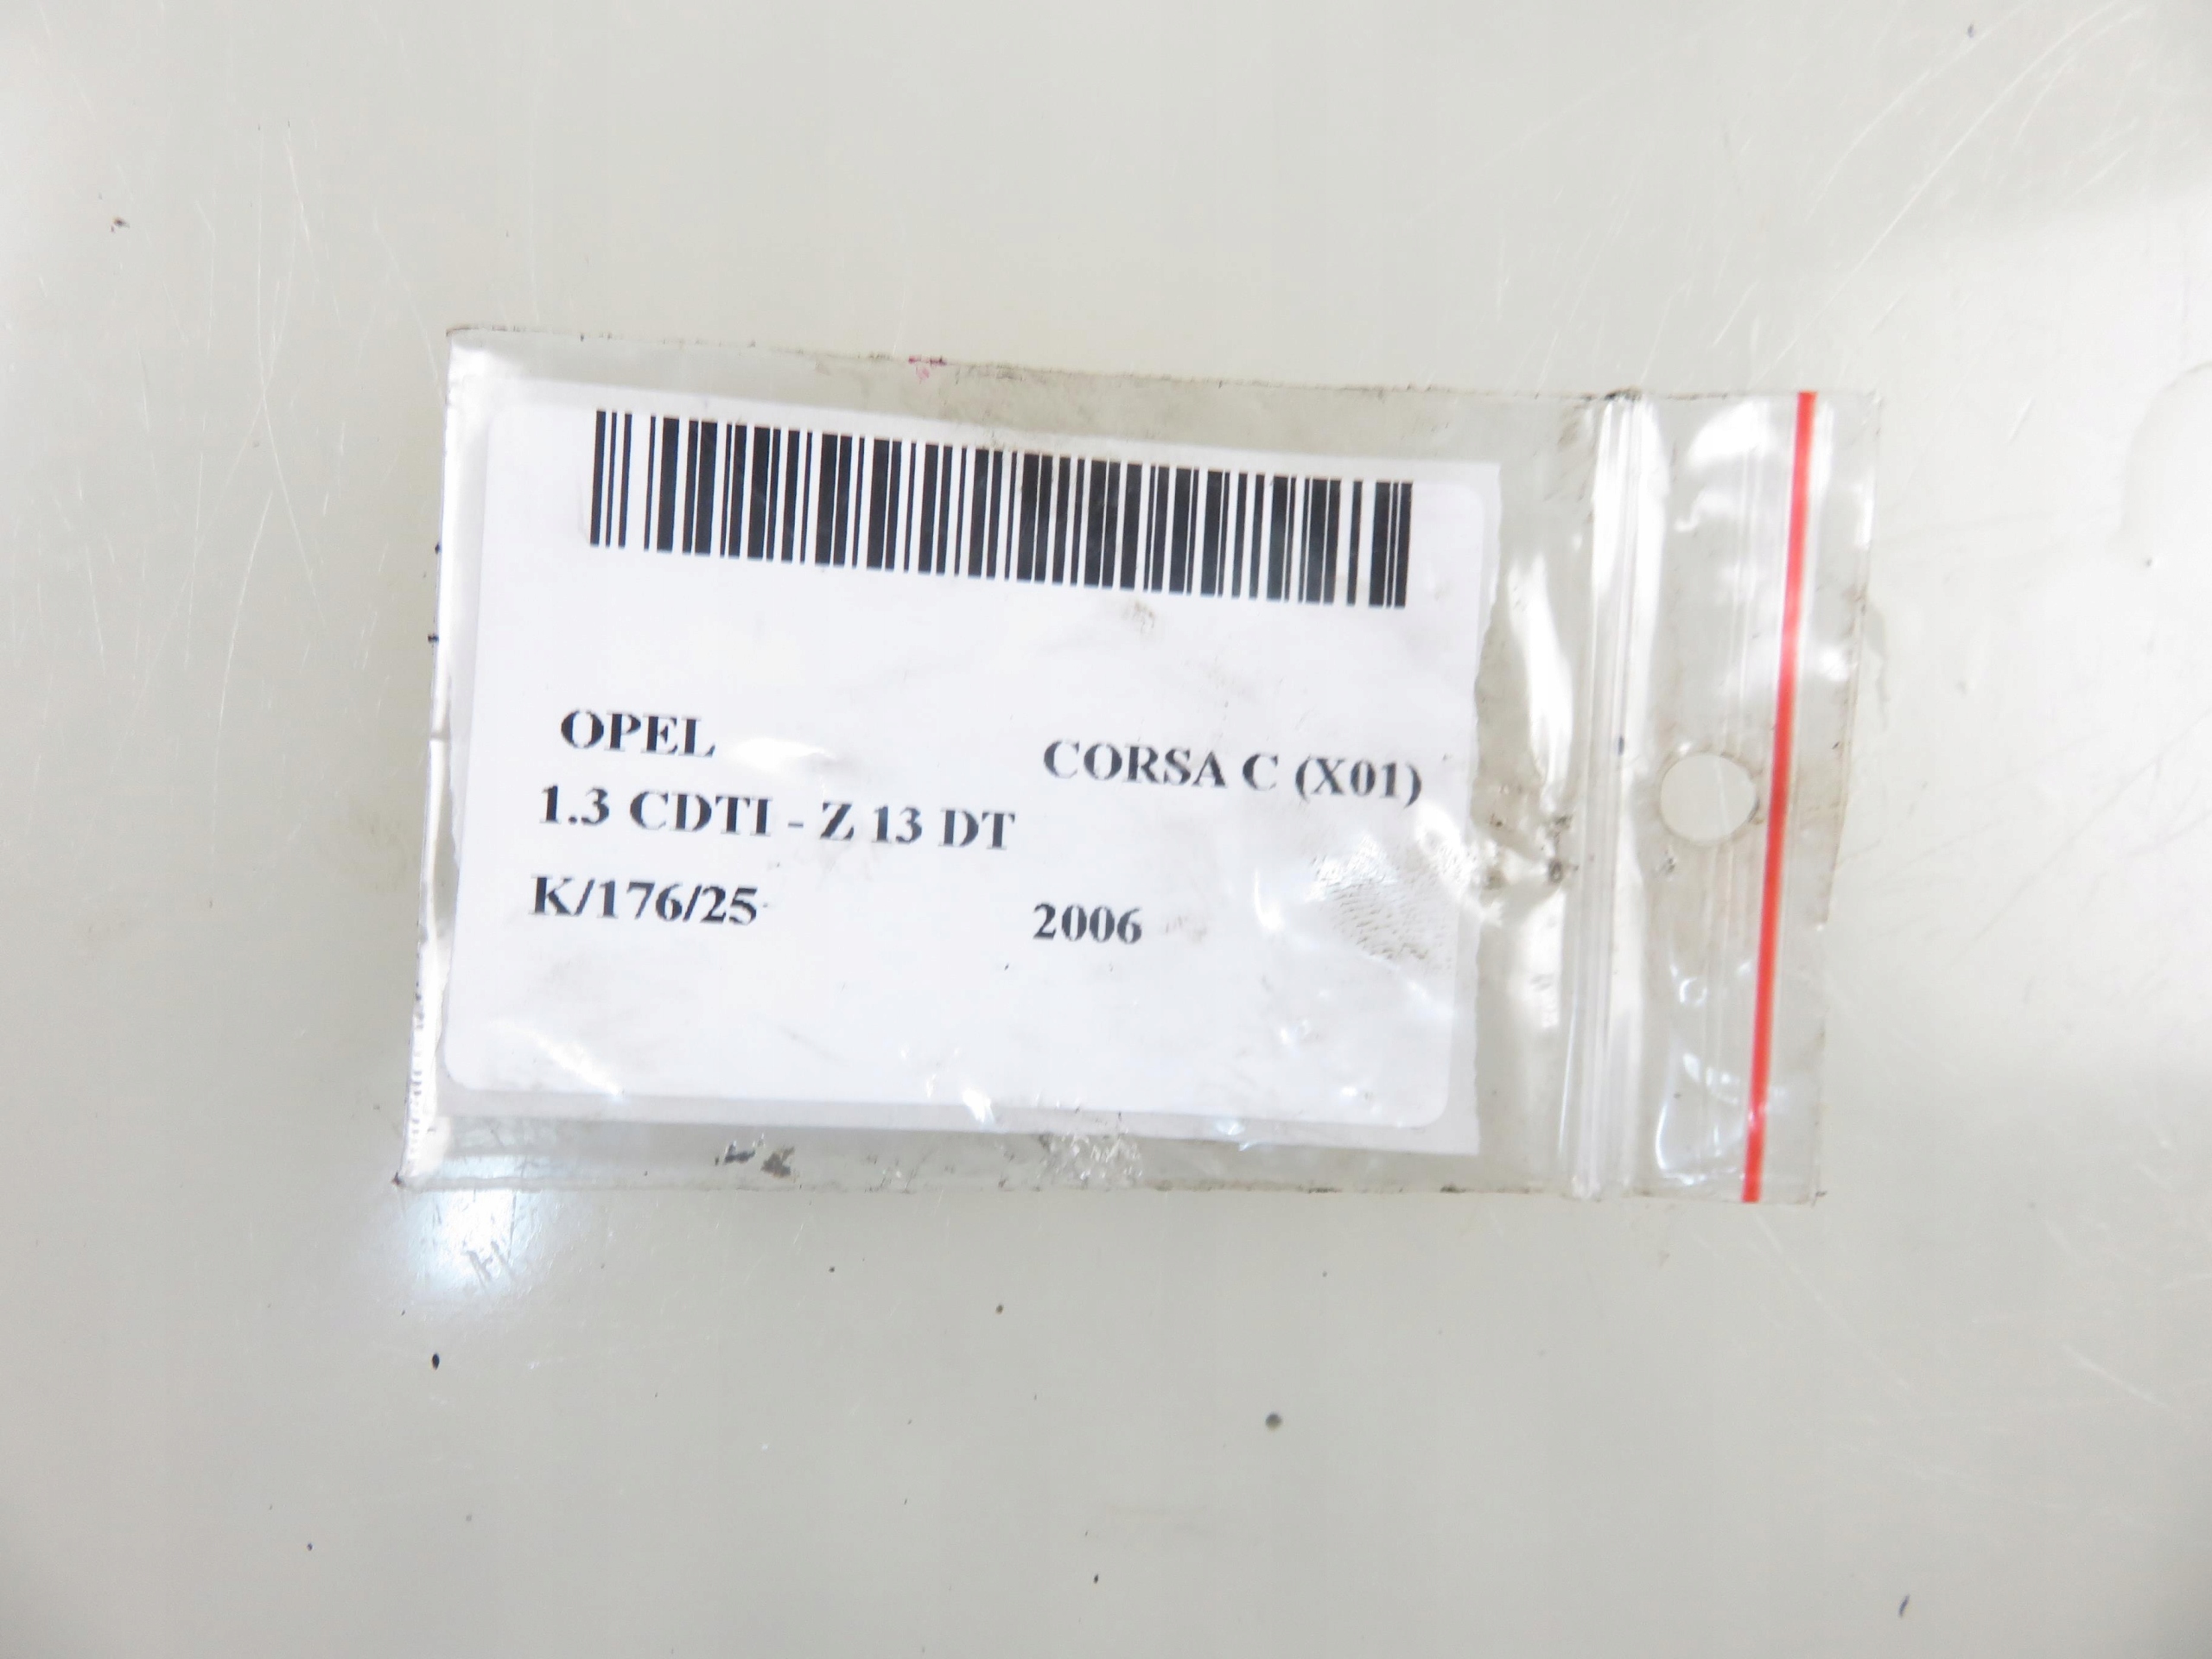 OPEL CORSA C (X01)
1.3 CDTI - Z 13 DT
K/176/25 2006